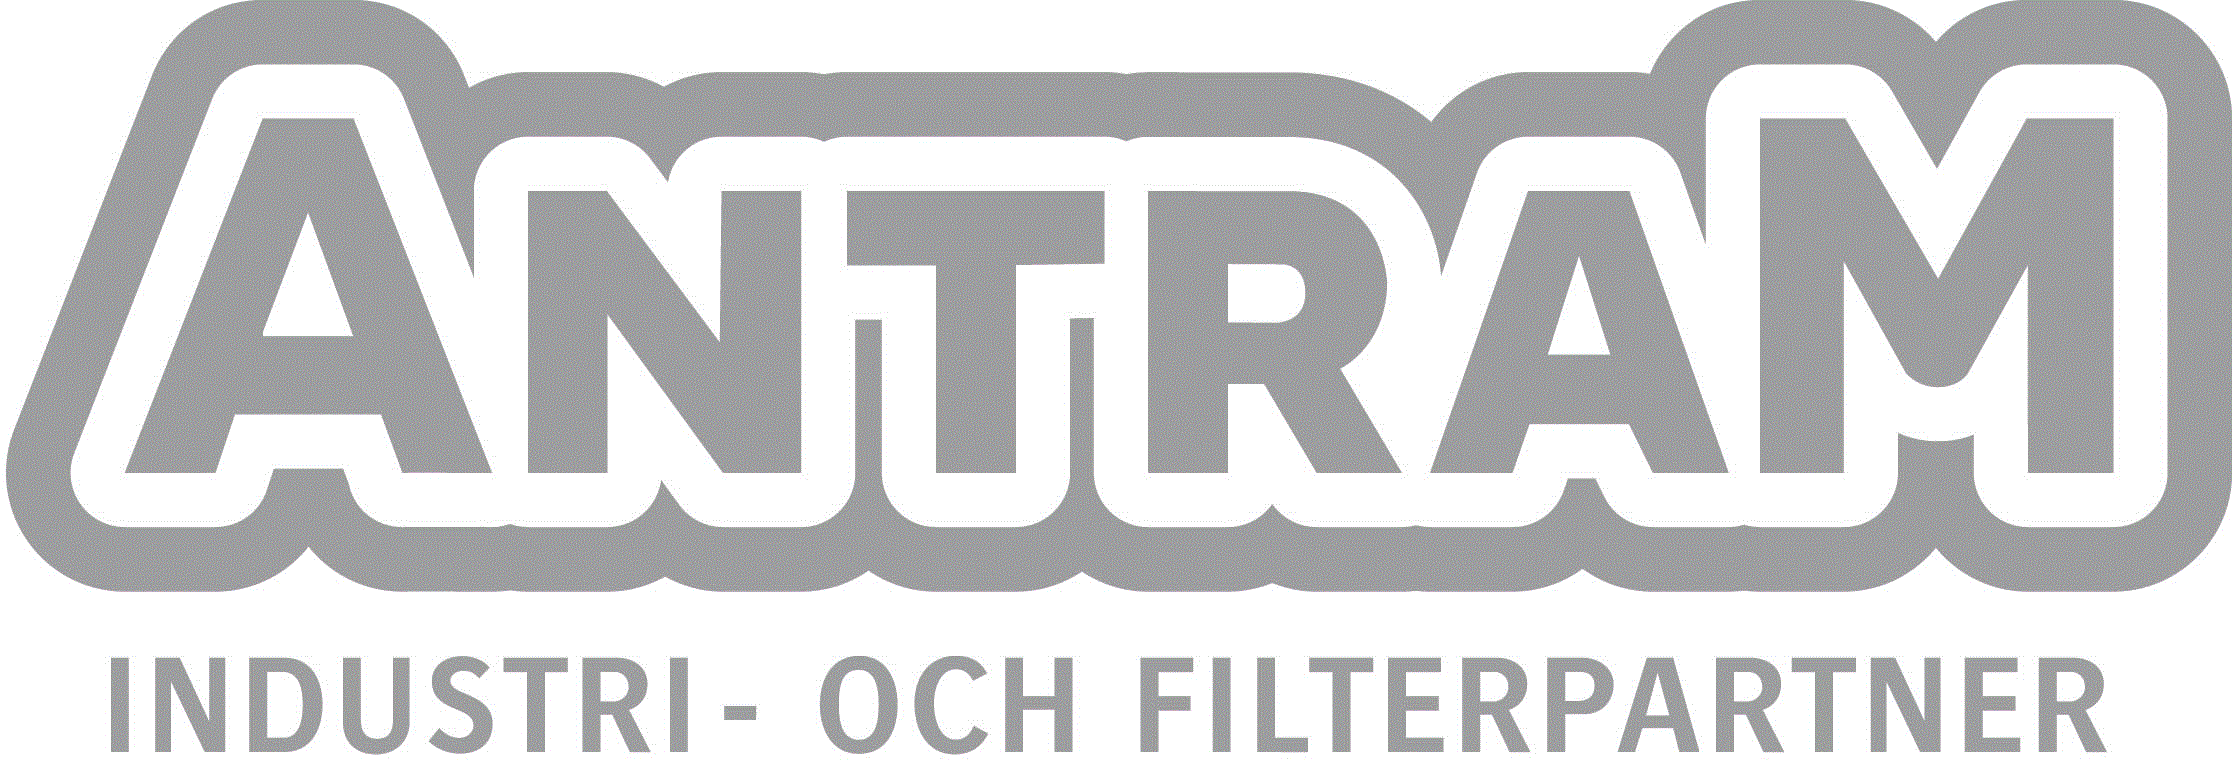 ANTRAM
INDUSTRI- OCH FILTERPARTNER